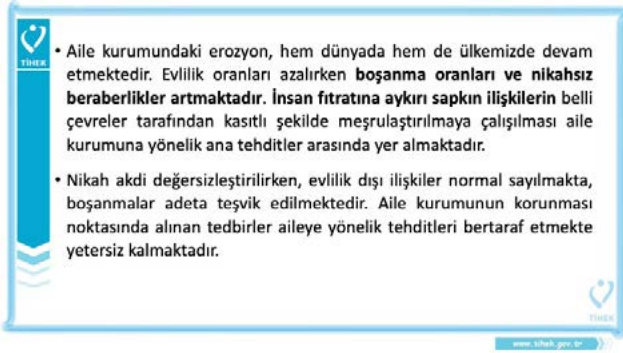 TİHEK
• Aile kurumundaki erozyon, hem dünyada hem de ülkemizde devam
etmektedir. Evlilik oranları azalırken boşanma oranları ve nikahsız
beraberlikler artmaktadır. İnsan fıtratına aykırı sapkın ilişkilerin belli
çevreler tarafından kasıtlı şekilde meşrulaştırılmaya çalışılması aile
kurumuna yönelik ana tehditler arasında yer almaktadır.
• Nikah akdi değersizleştirilirken, evlilik dışı ilişkiler normal sayılmakta,
boşanmalar adeta teşvik edilmektedir. Aile kurumunun korunması
noktasında alınan tedbirler aileye yönelik tehditleri bertaraf etmekte
yetersiz kalmaktadır.
TİHEK
www.tihek.gov.tr